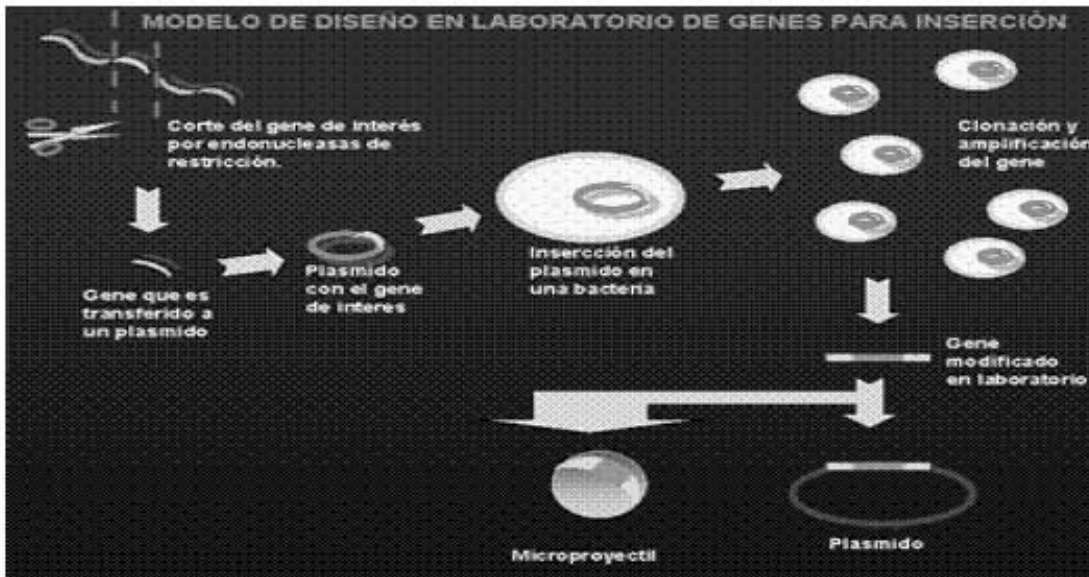 MODELO DE DISEÑO EN LABORATORIO DE GENES PARA INSERCIÓN
Corte del gene de interés
por endonucleasas de
restricción.
Gene que es
transferido a
un plasmido
Plasmido
con el gene
de interes
Insercción del
plasmido en
una bacteria
Clonación y
amplificación
del gene
Gene
modificado
en laboratorio
Microproyectil
Plasmido